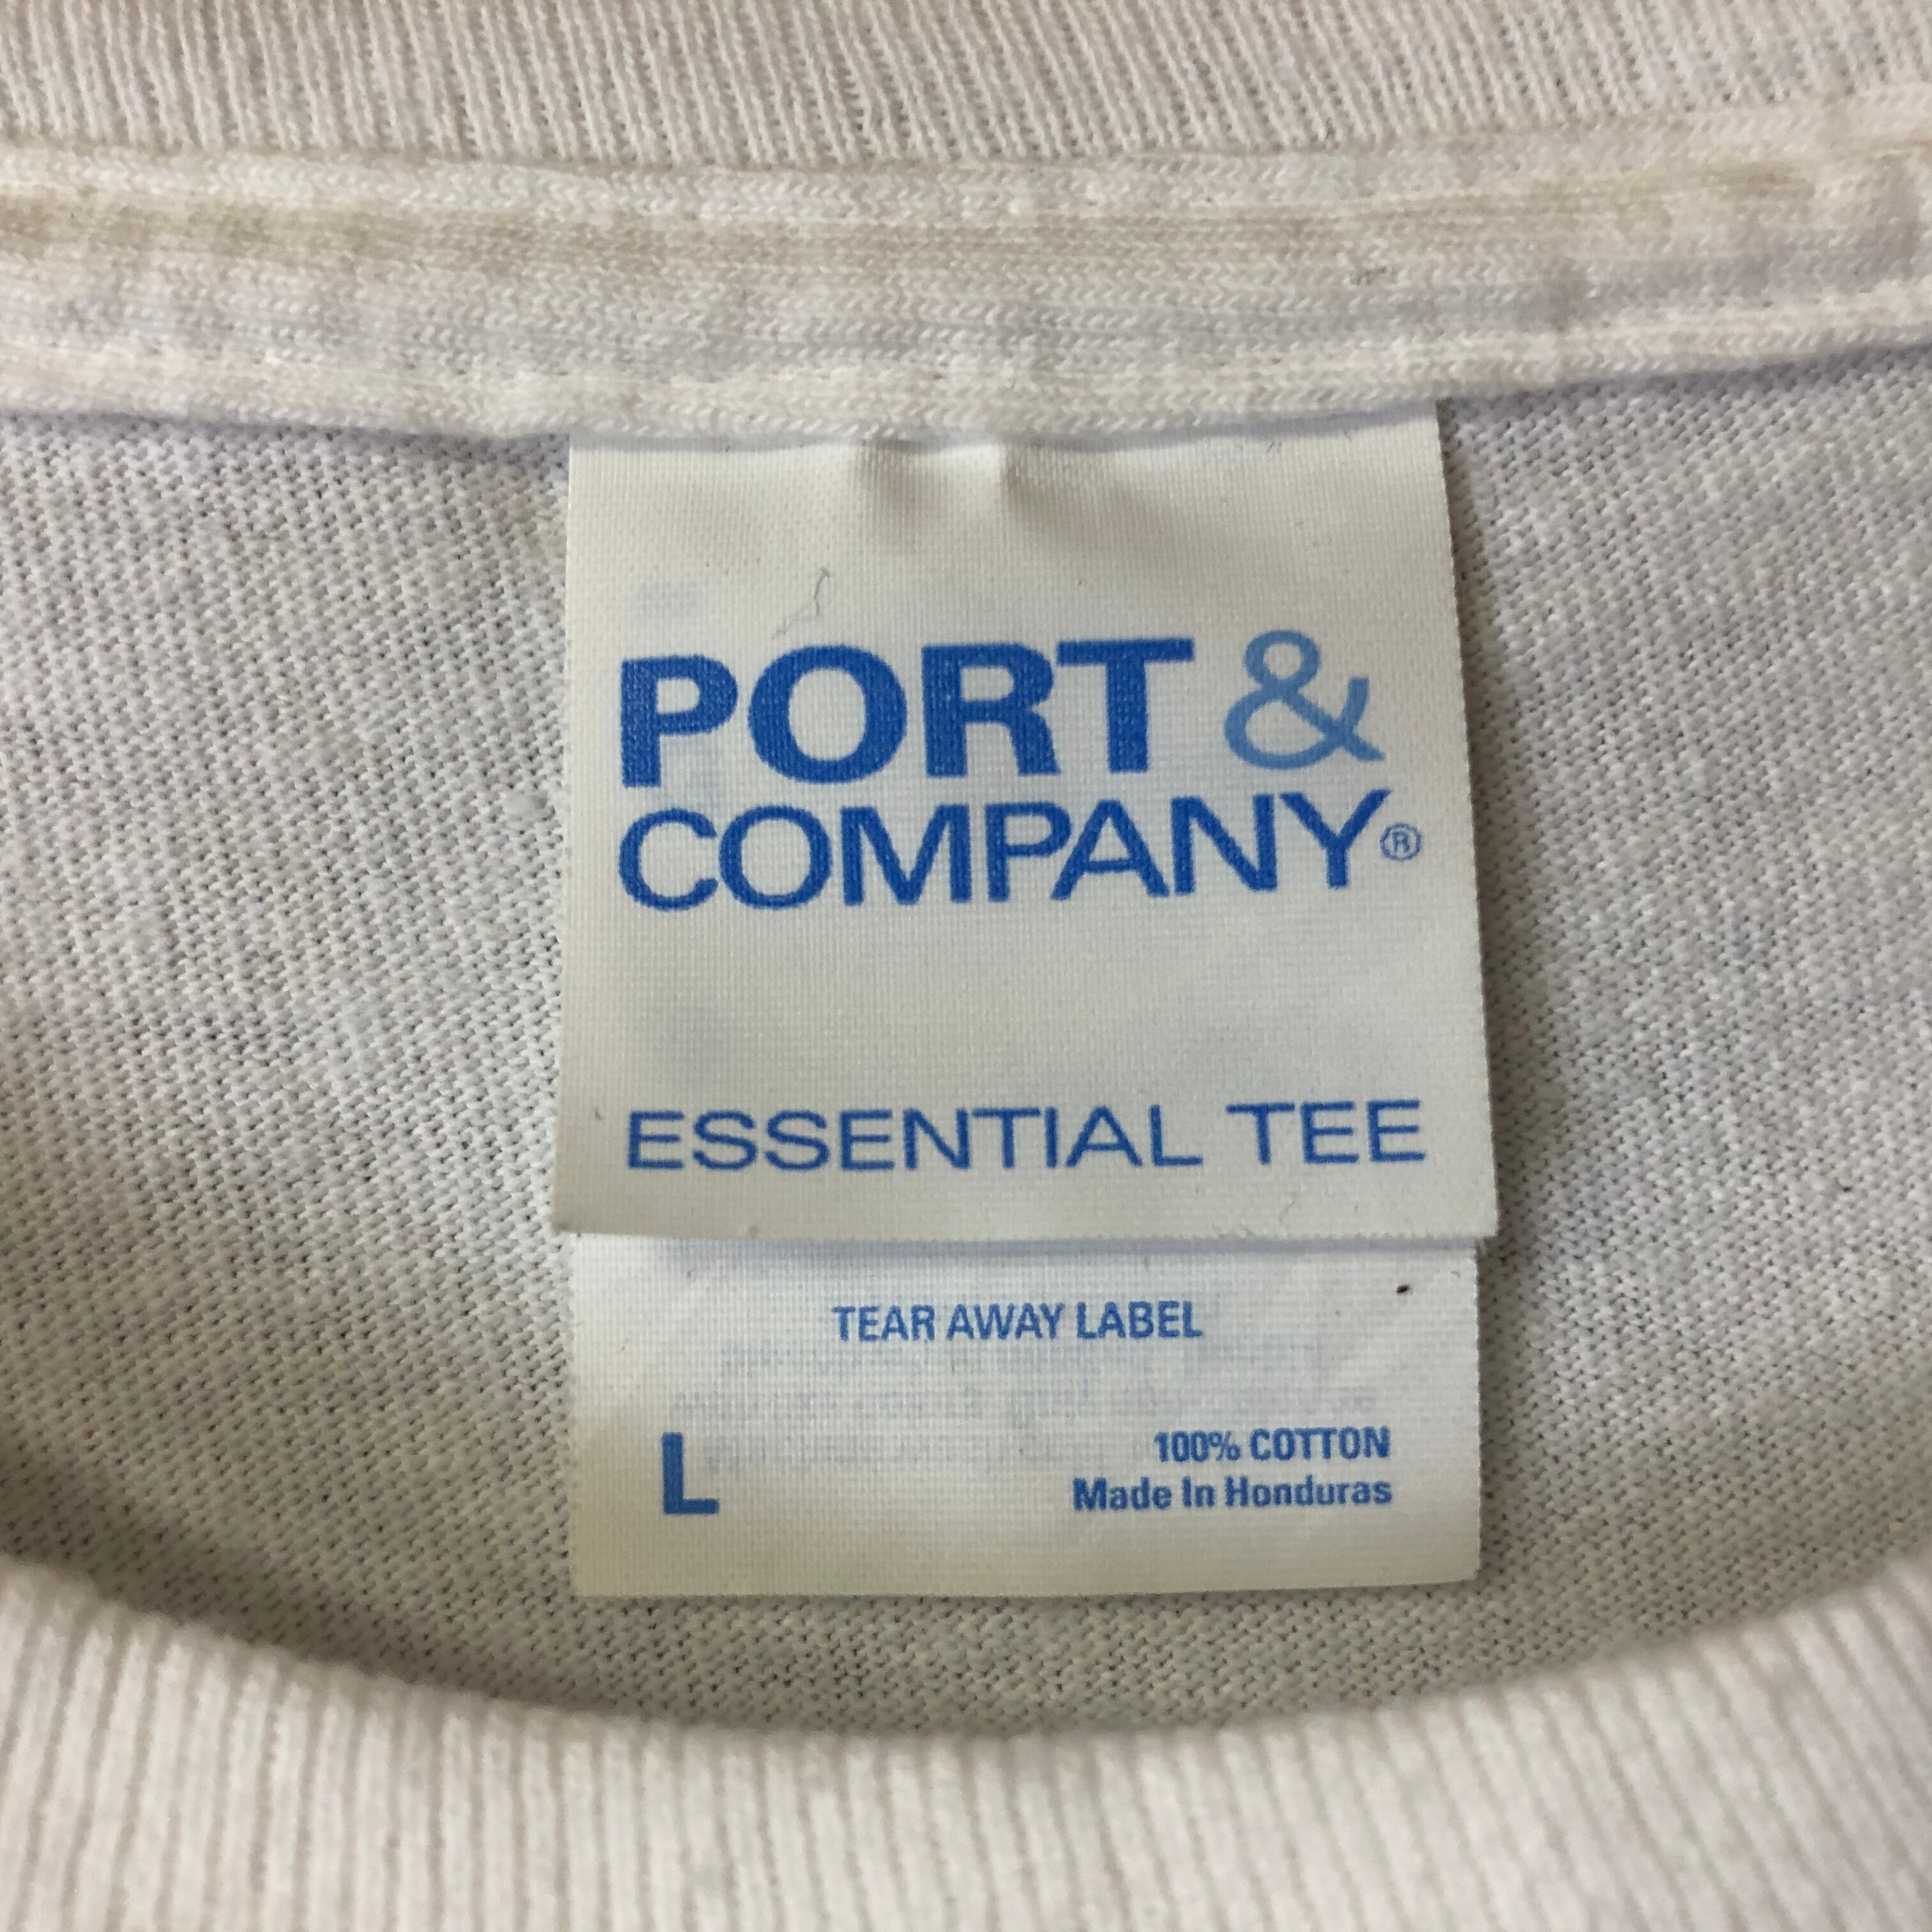 PORT &
COMPANY®
ESSENTIAL TEE
TEAR AWAY LABEL
L
100% COTTON
Made In Honduras